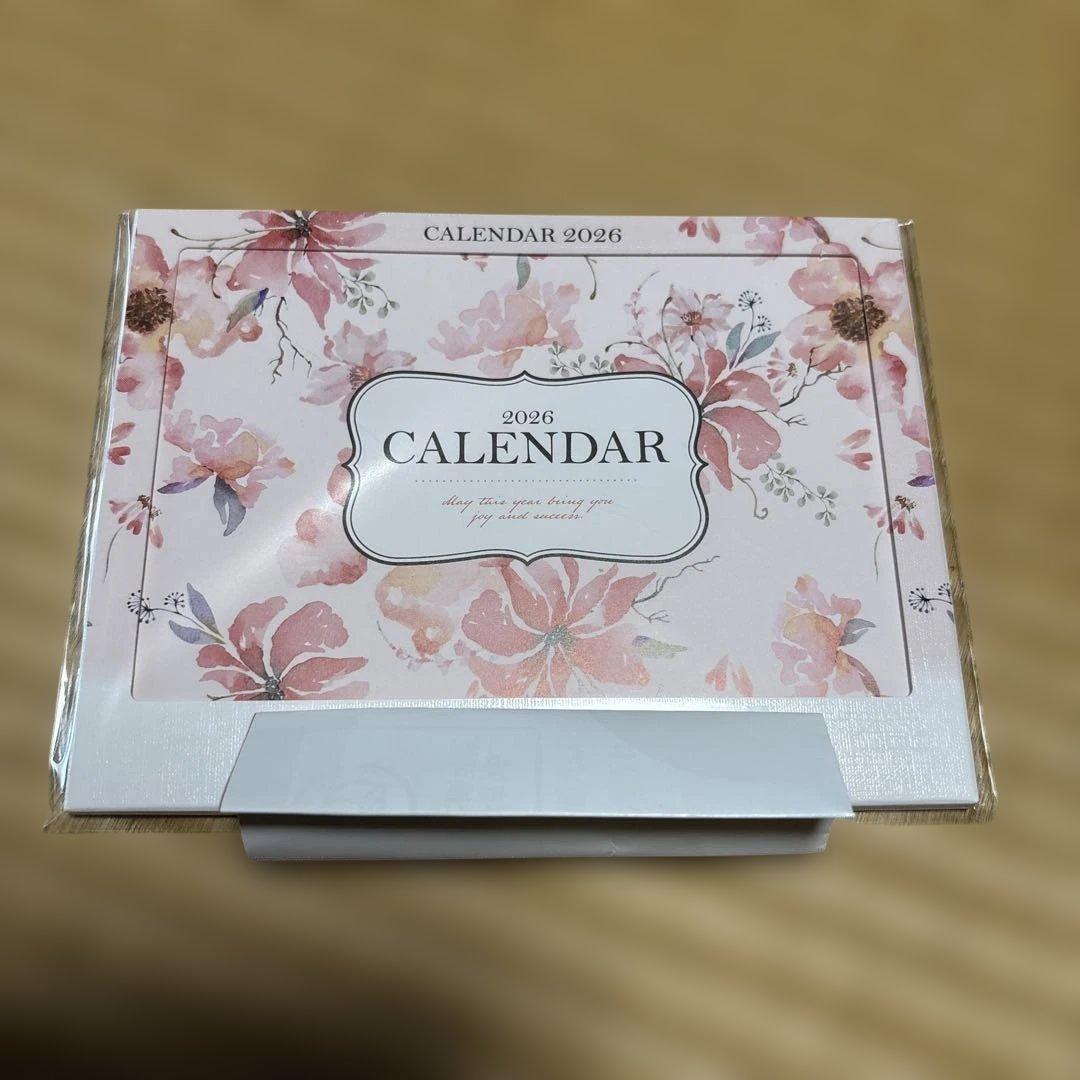 CALENDAR 2026
2026
CALENDAR
May this year bring you
joy and success.